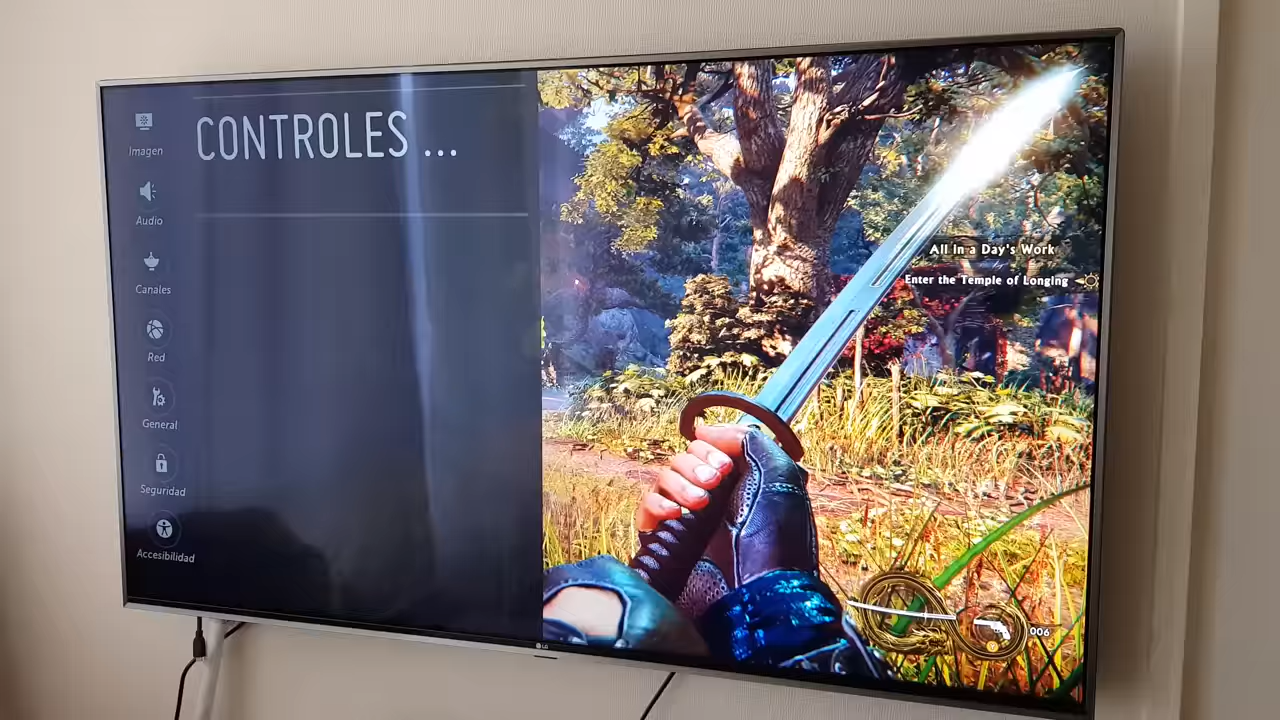 CONTROLES ...
Imagen
Audio
Canales
Red
General
Seguridad
Accesibilidad
All in a Day's Work
Enter the Temple of Longing
006
Y
LG